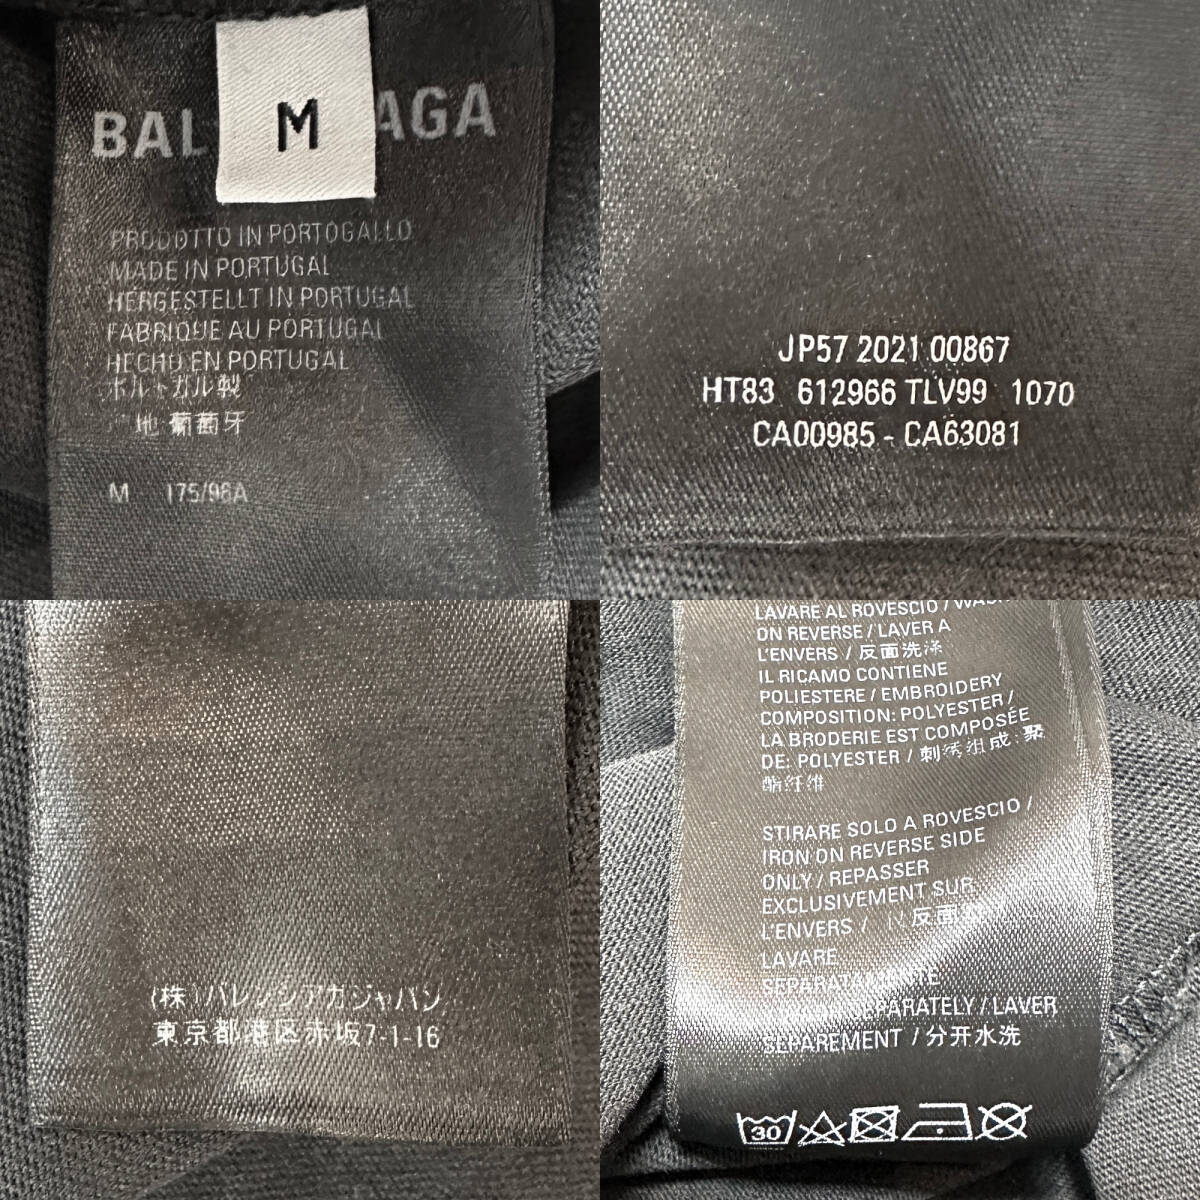 M
PRODOTTO IN PORTOGALLO
MADE IN PORTUGAL
HERGESTELLT IN PORTUGAL
FABRIQUE AU PORTUGAL
HECHO EN PORTUGAL
ポルトガル製
地 葡萄牙
M 175/96A
JP57 2021 00867
HT83 612966 TLV99 1070
CA00985 - CA63081
(株)バレンシアガジャパン
東京都港区赤坂7-1-16
LAVARE AL ROVESCIO /
ON REVERSE / LAVER A
L'ENVERS / 反面洗涤
IL RICAMO CONTIENE
POLIESTERE / EMBROIDERY
COMPOSITION: POLYESTER /
LA BRODERIE EST COMPOSÉE
DE: POLYESTER / 刺绣组成:聚
酯纤维
STIRARE SOLO A ROVESCIO /
IRON ON REVERSE SIDE
ONLY / REPASSER
EXCLUSIVEMENT SUR
L'ENVERS / 反面
LAVARE
SEPARATAMENTE
SEPARATELY / LAVER
SEPAREMENT / 分开水洗
30